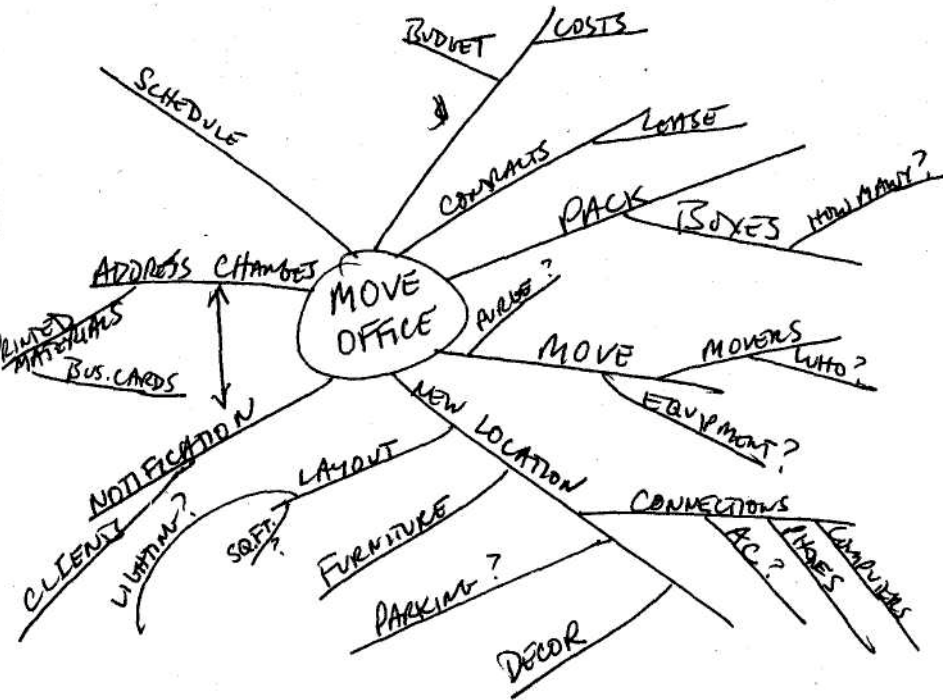 BUDGET
COSTS
SCHEDULE
$
CONTRACTS
LEASE
PACK
BOXES
HOW MANY?
ADDRESS CHANGES
MOVE
OFFICE
PURGE?
PRINTED
MATERIALS
BUS. CARDS
MOVE
MOVERS
WHO?
EQUIPMENT?
NOTIFICATION
CLIENTS
NEW LOCATION
LAYOUT
LIGHTING?
SQ.FT.
?
FURNITURE
PARKING?
DECOR
CONNECTIONS
AC?
PHONES
COMPUTERS